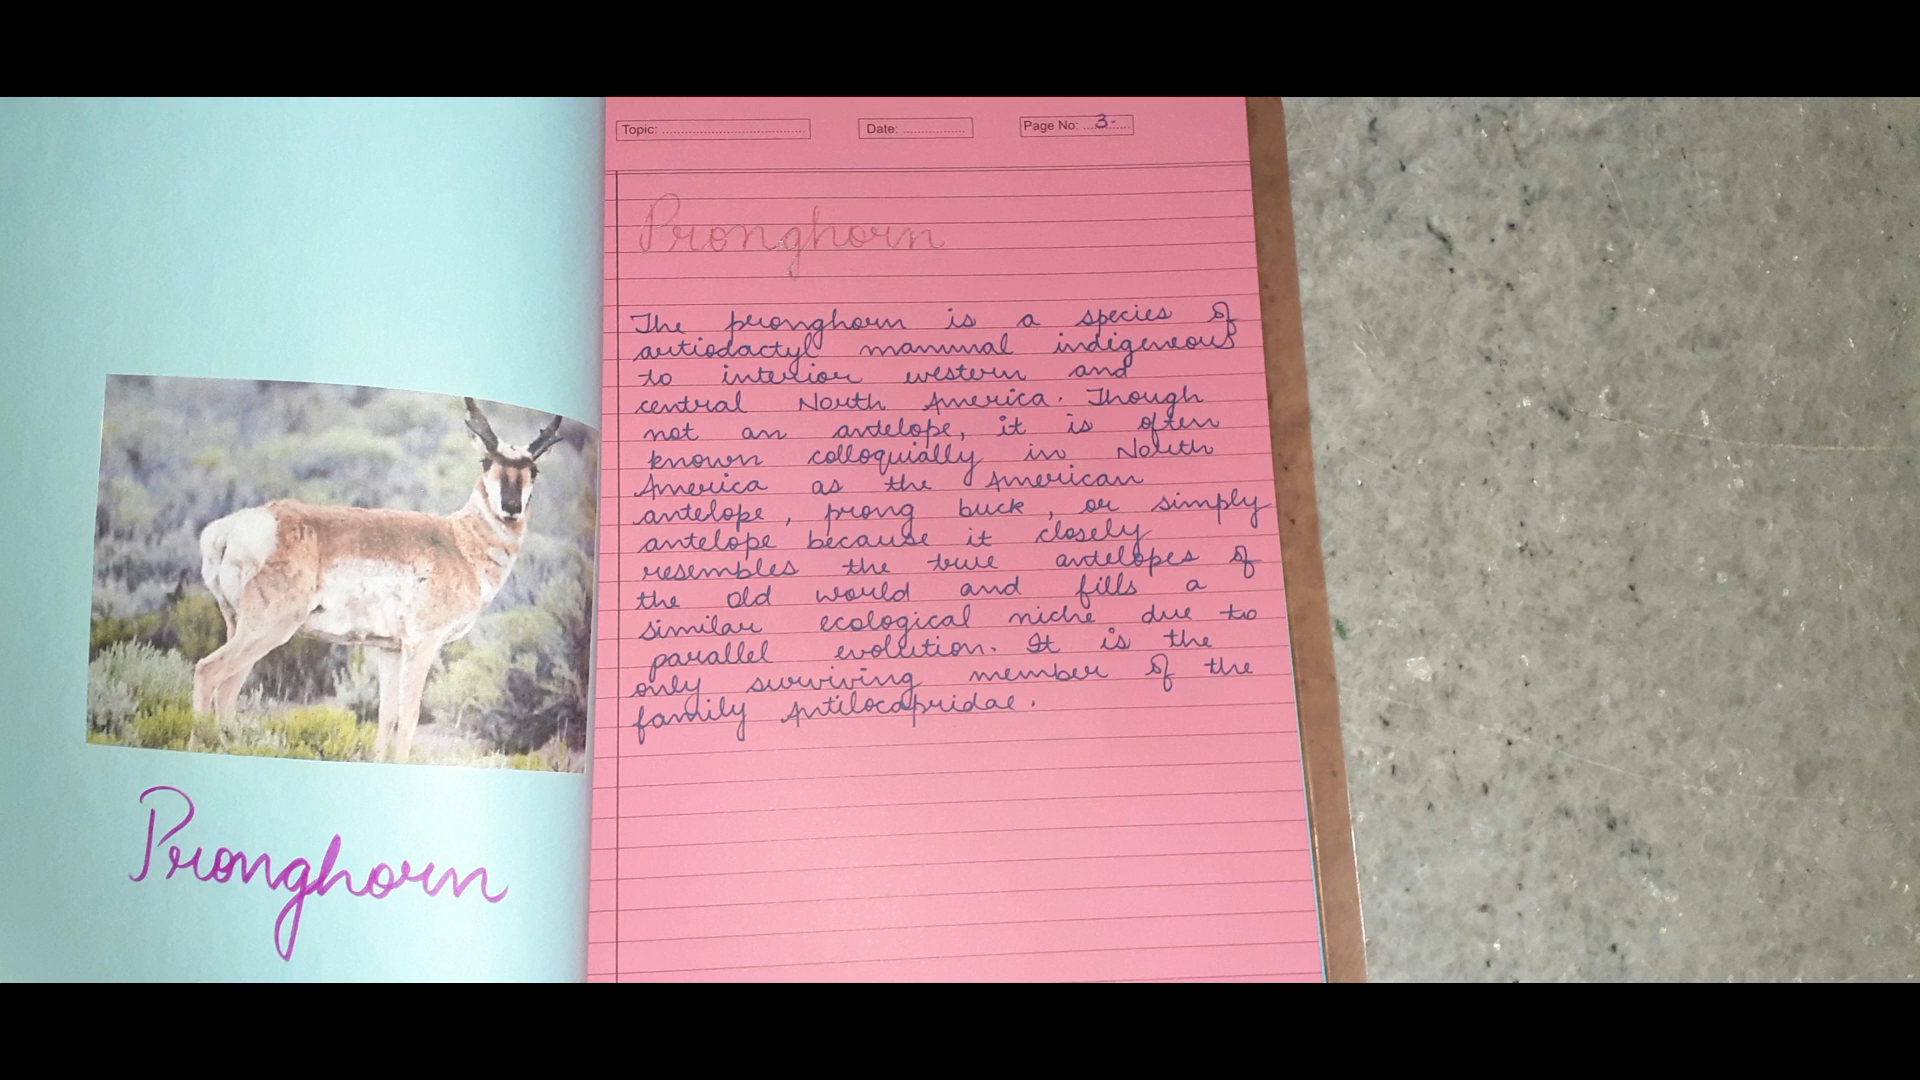 Pronghorn
Topic:
Date:
Page No: 3.
Pronghorn
The pronghorn is a species of
artiodactyl mammal indigeneous
to interior western and
central North America. Though
not an antelope, it is often
known colloquially in North
America as the American
antelope, prong buck, or simply
antelope because it closely
resembles the true antelopes of
the old world and fills a
similar ecological niche due to
parallel evolution. It is the
only surviving member of the
family Antilocapridae.